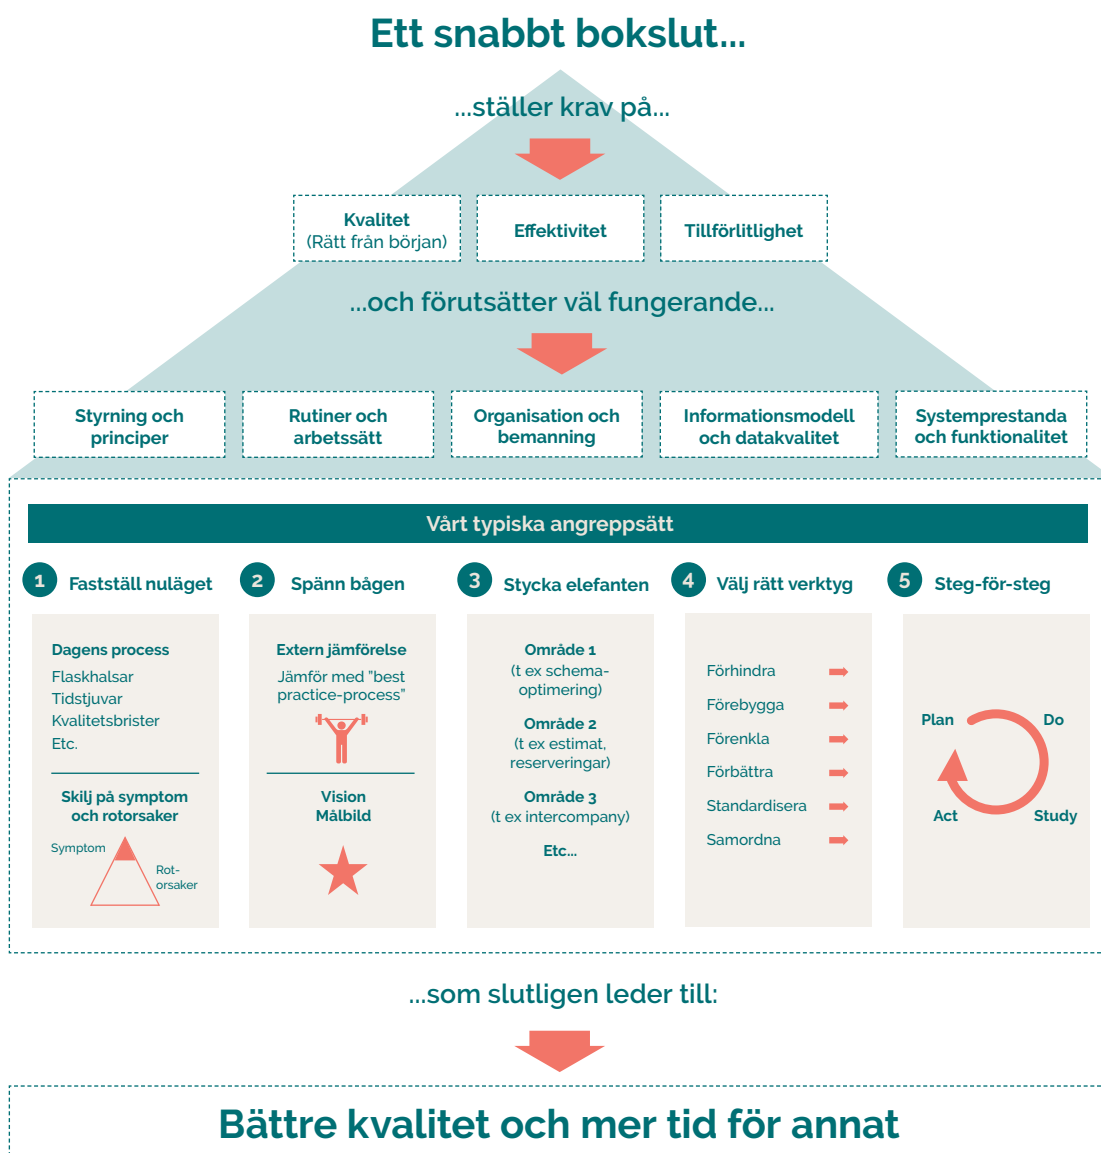 Ett snabbt bokslut...
...ställer krav på...
Kvalitet
(Rätt från början)
Effektivitet
Tillförlitlighet
...och förutsätter väl fungerande...
Styrning och
principer
Rutiner och
arbetssätt
Organisation och
bemanning
Informationsmodell
och datakvalitet
Systemprestanda
och funktionalitet
Vårt typiska angreppsätt
1 Fastställ nuläget
Dagens process
Flaskhalsar
Tidstjuvar
Kvalitetsbrister
Etc.
Skilj på symptom
och rotorsaker
Symptom
Rot-
orsaker
2 Spänn bågen
Extern jämförelse
Jämför med ”best
practice-process”
Vision
Målbild
3 Stycka elefanten
Område 1
(t ex schema-
optimering)
Område 2
(t ex estimat,
reserveringar)
Område 3
(t ex intercompany)
Etc...
4 Välj rätt verktyg
Förhindra
Förebygga
Förenkla
Förbättra
Standardisera
Samordna
5 Steg-för-steg
Plan
Do
Act
Study
...som slutligen leder till:
Bättre kvalitet och mer tid för annat